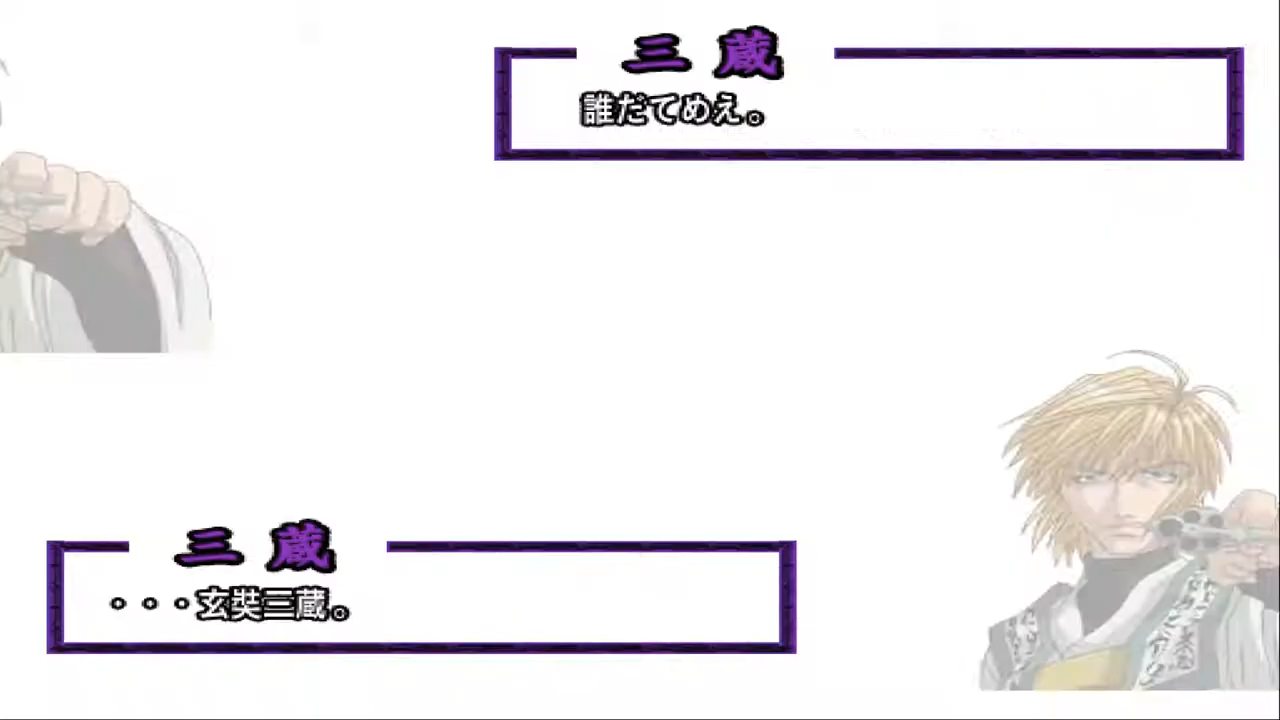 三蔵
誰だてめえ。
三蔵
・・・玄奘三蔵。